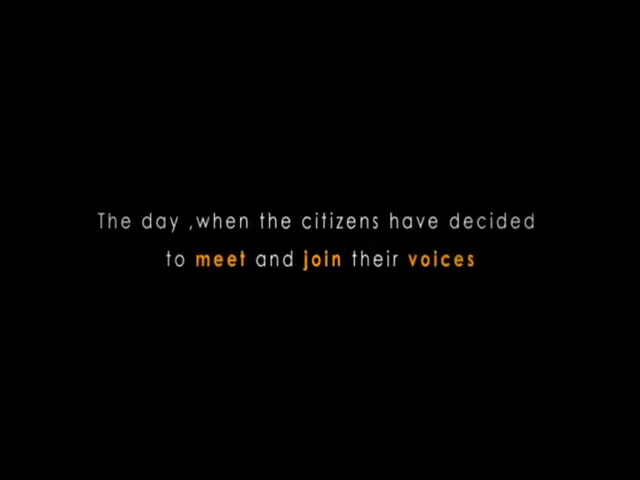 The day ,when the citizens have decided
to meet and join their voices